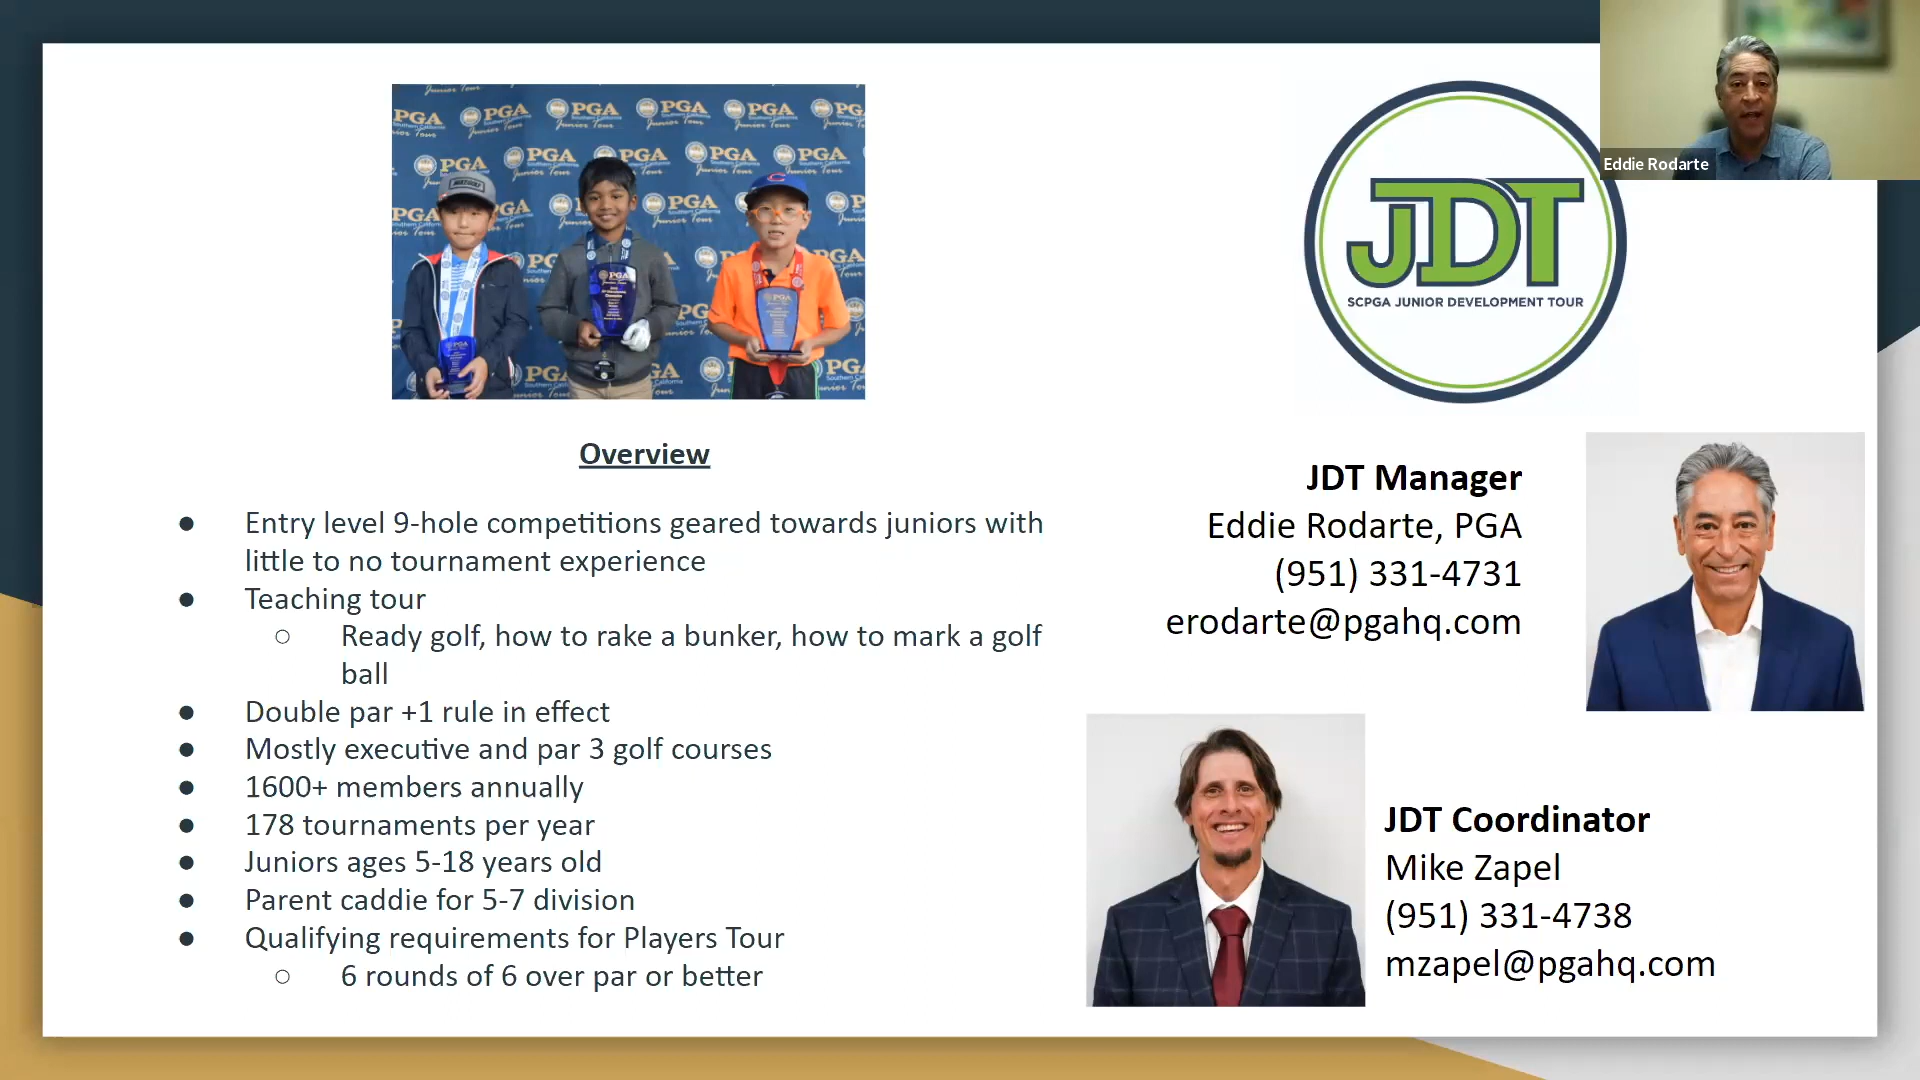 PGA
Southern California
Junior Tour
JDT
SCPGA JUNIOR DEVELOPMENT TOUR
Eddie Rodarte
Overview
● Entry level 9-hole competitions geared towards juniors with
little to no tournament experience
● Teaching tour
○ Ready golf, how to rake a bunker, how to mark a golf
ball
● Double par +1 rule in effect
● Mostly executive and par 3 golf courses
● 1600+ members annually
● 178 tournaments per year
● Juniors ages 5-18 years old
● Parent caddie for 5-7 division
● Qualifying requirements for Players Tour
○ 6 rounds of 6 over par or better
JDT Manager
Eddie Rodarte, PGA
(951) 331-4731
erodarte@pgahq.com
JDT Coordinator
Mike Zapel
(951) 331-4738
mzapel@pgahq.com